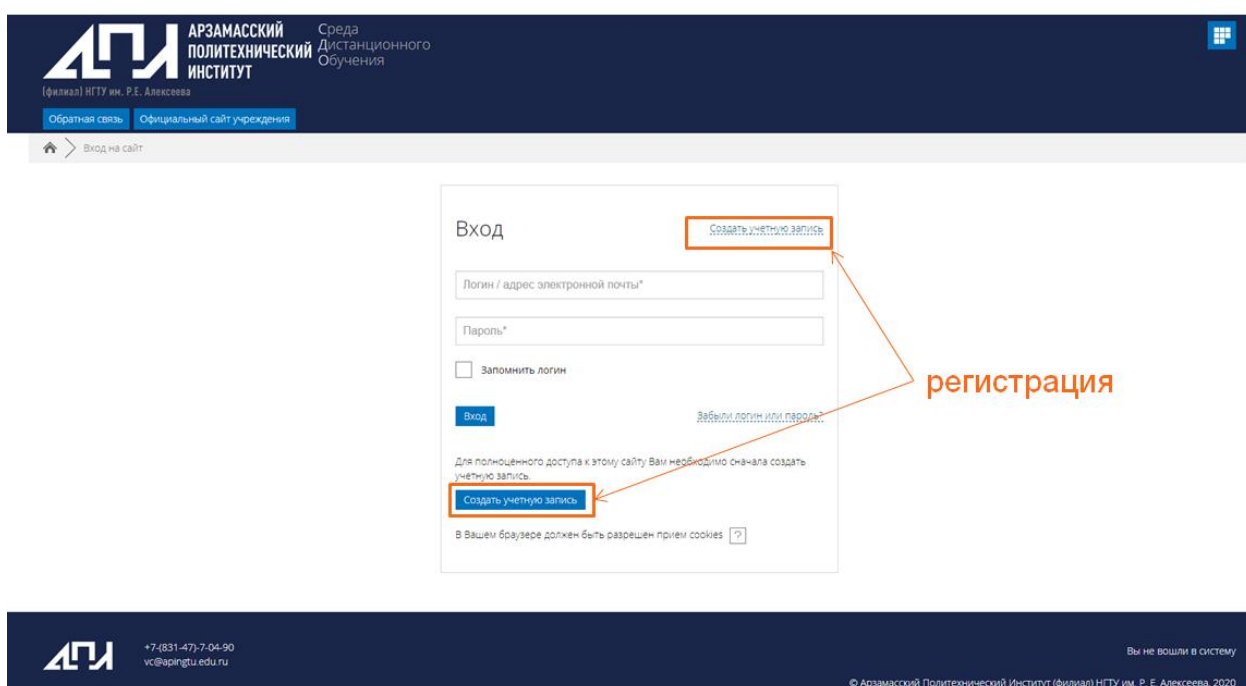 АПИ
АРЗАМАССКИЙ
ПОЛИТЕХНИЧЕСКИЙ
ИНСТИТУТ
Среда
Дистанционного
Обучения
(филиал) НГТУ им. Р.Е. Алексеева
Обратная связь
Официальный сайт учреждения
Вход на сайт
Вход
Создать учетную запись
Логин / адрес электронной почты*
Пароль*
Запомнить логин
регистрация
Вход
Забыли логин или пароль?
Для полноценного доступа к этому сайту Вам необходимо сначала создать
учетную запись.
Создать учетную запись
В Вашем браузере должен быть разрешен прием cookies ?
АПИ
+7-(831-47)-7-04-90
vc@apingtu.edu.ru
Вы не вошли в систему
© Арзамасский Политехнический Институт (филиал) НГТУ им. Р. Е. Алексеева, 2020